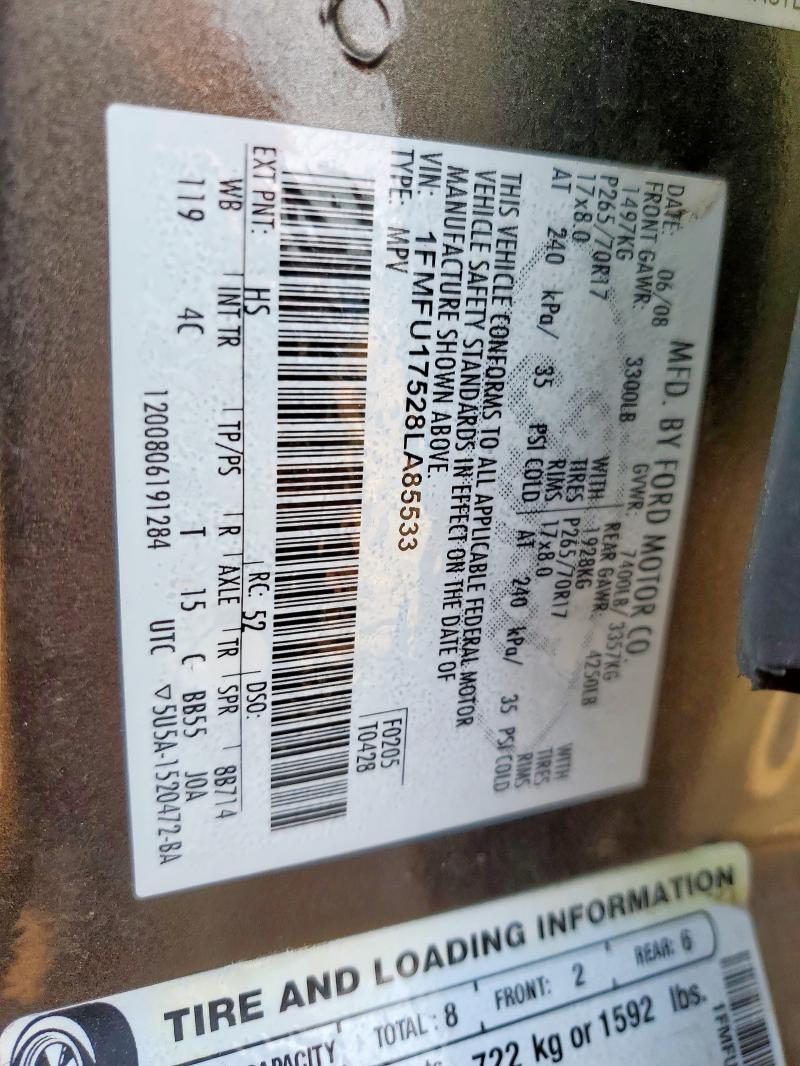 MFD. BY FORD MOTOR CO.
DATE: 06/08 GVWR: 7400LB/ 3357KG
FRONT GAWR: 3300LB REAR GAWR: 4250LB
1497KG WITH 1928KG WITH
P265/70R17 TIRES P265/70R17 TIRES
17x8.0 RIMS 17x8.0 RIMS
AT 240 kPa/ 35 PSI COLD AT 240 kPa/ 35 PSI COLD
THIS VEHICLE CONFORMS TO ALL APPLICABLE FEDERAL MOTOR
VEHICLE SAFETY STANDARDS IN EFFECT ON THE DATE OF
MANUFACTURE SHOWN ABOVE.
VIN: 1FMFU17528LA85533
TYPE: MPV
F0205
T0428
EXT PNT: HS RC: 52 DSO:
WB INT TR TP/PS R AXLE TR SPR 8B714
119 4C T 15 C BB55 J0A
1200806191284 UTC ▽5U5A-1520472-BA
TIRE AND LOADING INFORMATION
TOTAL: 8 FRONT: 2 REAR: 6
722 kg or 1592 lbs.
1FMFU